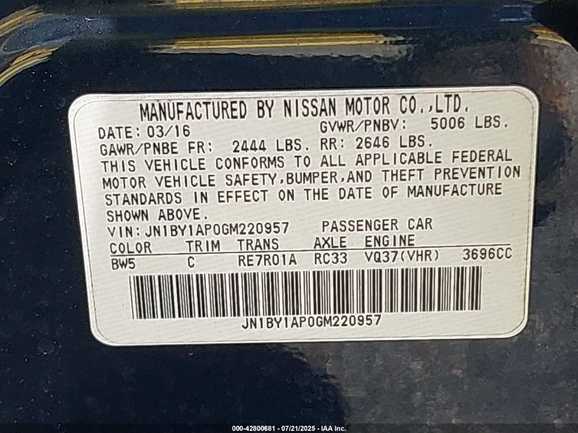 MANUFACTURED BY NISSAN MOTOR CO.,LTD.
DATE: 03/16 GVWR/PNBV: 5006 LBS.
GAWR/PNBE FR: 2444 LBS. RR: 2646 LBS.
THIS VEHICLE CONFORMS TO ALL APPLICABLE FEDERAL
MOTOR VEHICLE SAFETY,BUMPER,AND THEFT PREVENTION
STANDARDS IN EFFECT ON THE DATE OF MANUFACTURE
SHOWN ABOVE.
VIN: JN1BY1AP0GM220957 PASSENGER CAR
COLOR TRIM TRANS AXLE ENGINE
BW5 C RE7R01A RC33 VQ37(VHR) 3696CC
JN1BY1AP0GM220957
000-42800681 | 07/21/2025 | IAA Inc.